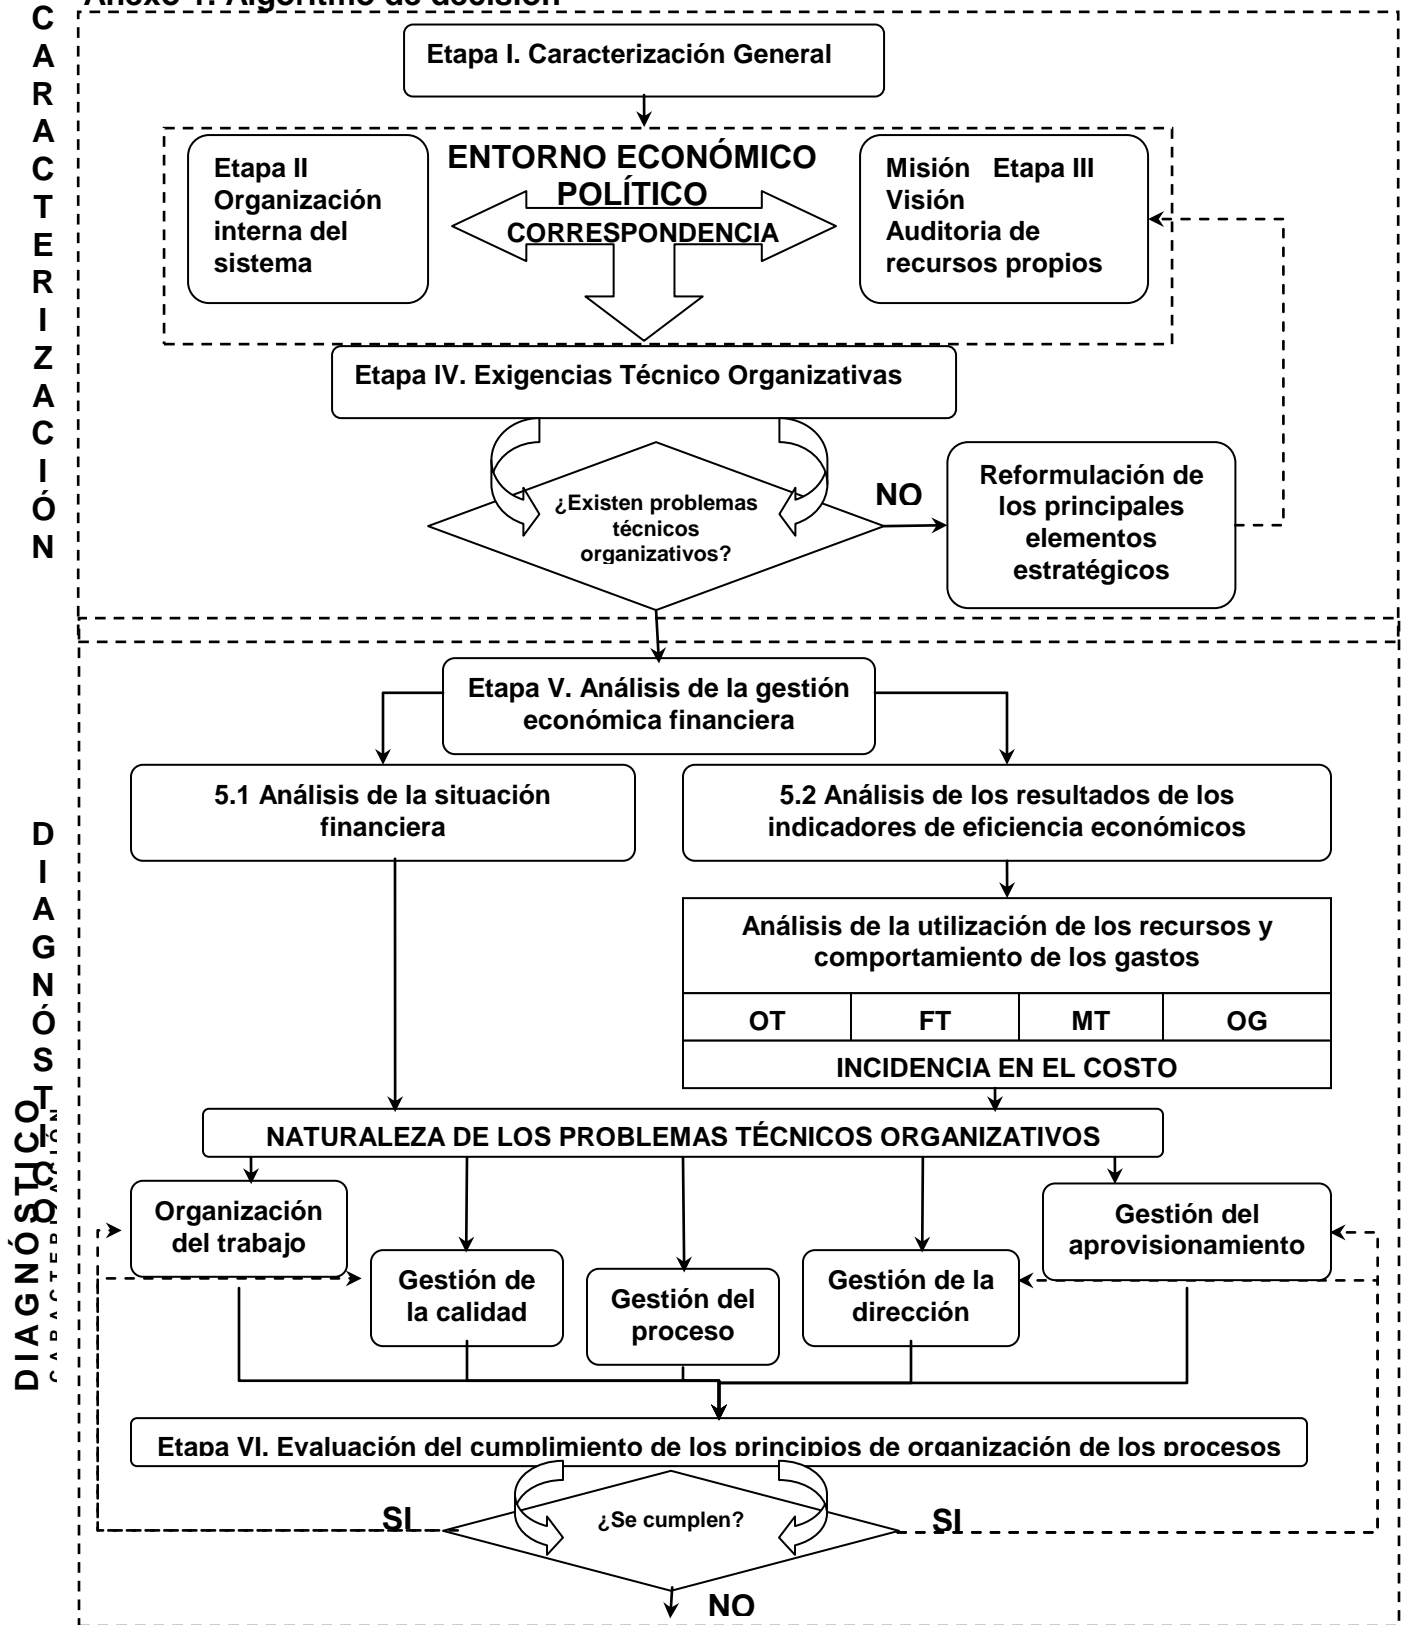 Anexo 1. Algoritmo de decisión
CARACTERIZACIÓN
Etapa I. Caracterización General
Etapa II
Organización
interna del
sistema
ENTORNO ECONÓMICO
POLÍTICO
CORRESPONDENCIA
Misión Etapa III
Visión
Auditoria de
recursos propios
Etapa IV. Exigencias Técnico Organizativas
¿Existen problemas
técnicos
organizativos?
NO
Reformulación de
los principales
elementos
estratégicos
DIAGNÓSTICO
Etapa V. Análisis de la gestión
económica financiera
5.1 Análisis de la situación
financiera
5.2 Análisis de los resultados de los
indicadores de eficiencia económicos
Análisis de la utilización de los recursos y
comportamiento de los gastos
OT FT MT OG
INCIDENCIA EN EL COSTO
NATURALEZA DE LOS PROBLEMAS TÉCNICOS ORGANIZATIVOS
DIAGNÓSTICO
CARACTERIZACIÓN
Organización
del trabajo
Gestión de
la calidad
Gestión del
proceso
Gestión de la
dirección
Gestión del
aprovisionamiento
Etapa VI. Evaluación del cumplimiento de los principios de organización de los procesos
SI
¿Se cumplen?
SI
NO